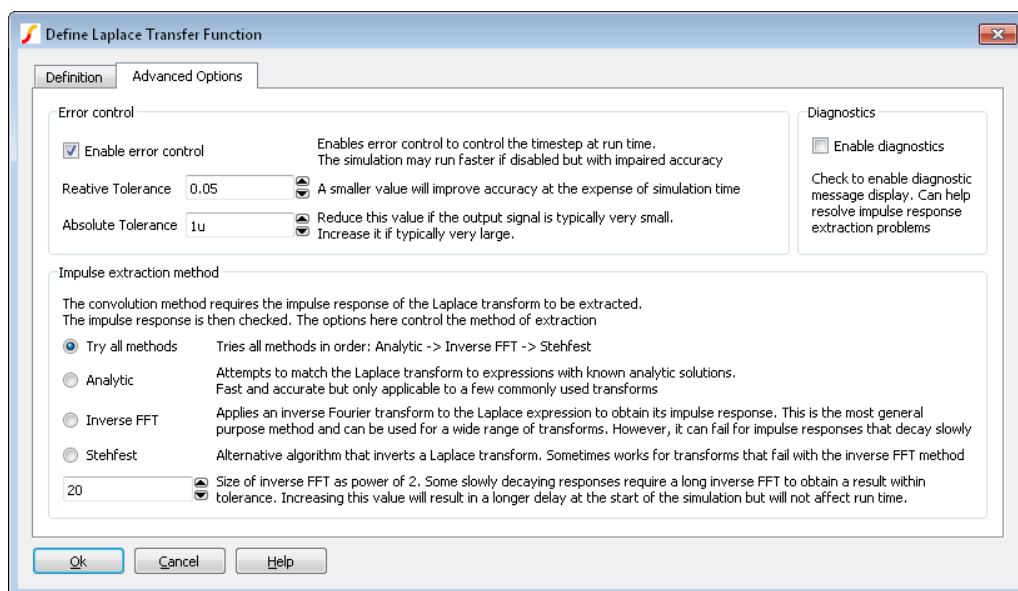 Define Laplace Transfer Function
Definition
Advanced Options
Error control
Enable error control
Enables error control to control the timestep at run time.
The simulation may run faster if disabled but with impaired accuracy
Reative Tolerance
0.05
A smaller value will improve accuracy at the expense of simulation time
Absolute Tolerance
1u
Reduce this value if the output signal is typically very small.
Increase it if typically very large.
Diagnostics
Enable diagnostics
Check to enable diagnostic
message display. Can help
resolve impulse response
extraction problems
Impulse extraction method
The convolution method requires the impulse response of the Laplace transform to be extracted.
The impulse response is then checked. The options here control the method of extraction
Try all methods
Tries all methods in order: Analytic -> Inverse FFT -> Stehfest
Analytic
Attempts to match the Laplace transform to expressions with known analytic solutions.
Fast and accurate but only applicable to a few commonly used transforms
Inverse FFT
Applies an inverse Fourier transform to the Laplace expression to obtain its impulse response. This is the most general
purpose method and can be used for a wide range of transforms. However, it can fail for impulse responses that decay slowly
Stehfest
Alternative algorithm that inverts a Laplace transform. Sometimes works for transforms that fail with the inverse FFT method
20
Size of inverse FFT as power of 2. Some slowly decaying responses require a long inverse FFT to obtain a result within
tolerance. Increasing this value will result in a longer delay at the start of the simulation but will not affect run time.
Ok
Cancel
Help